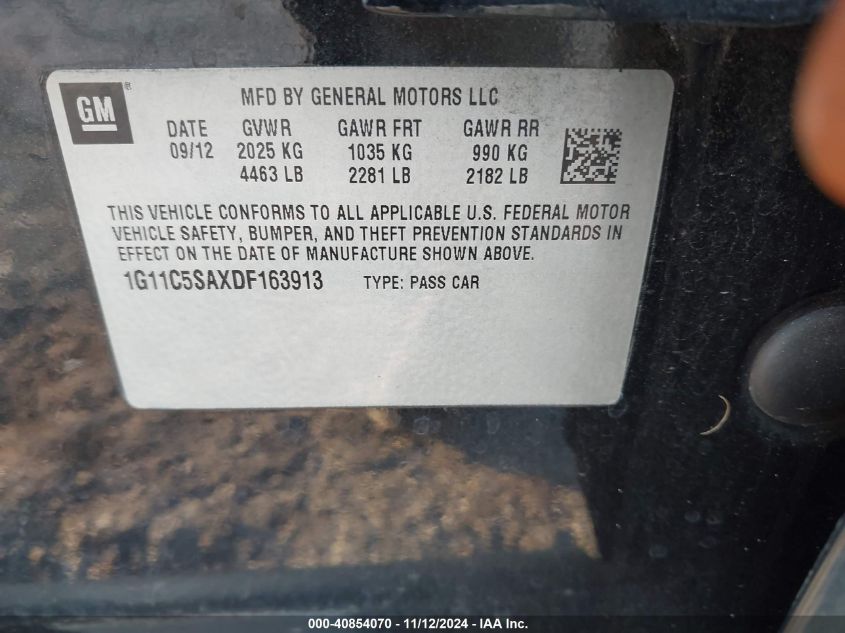 GM®
MFD BY GENERAL MOTORS LLC
DATE GVWR GAWR FRT GAWR RR
09/12 2025 KG 1035 KG 990 KG
4463 LB 2281 LB 2182 LB
THIS VEHICLE CONFORMS TO ALL APPLICABLE U.S. FEDERAL MOTOR
VEHICLE SAFETY, BUMPER, AND THEFT PREVENTION STANDARDS IN
EFFECT ON THE DATE OF MANUFACTURE SHOWN ABOVE.
1G11C5SAXDF163913 TYPE: PASS CAR
000-40854070 - 11/12/2024 - IAA Inc.